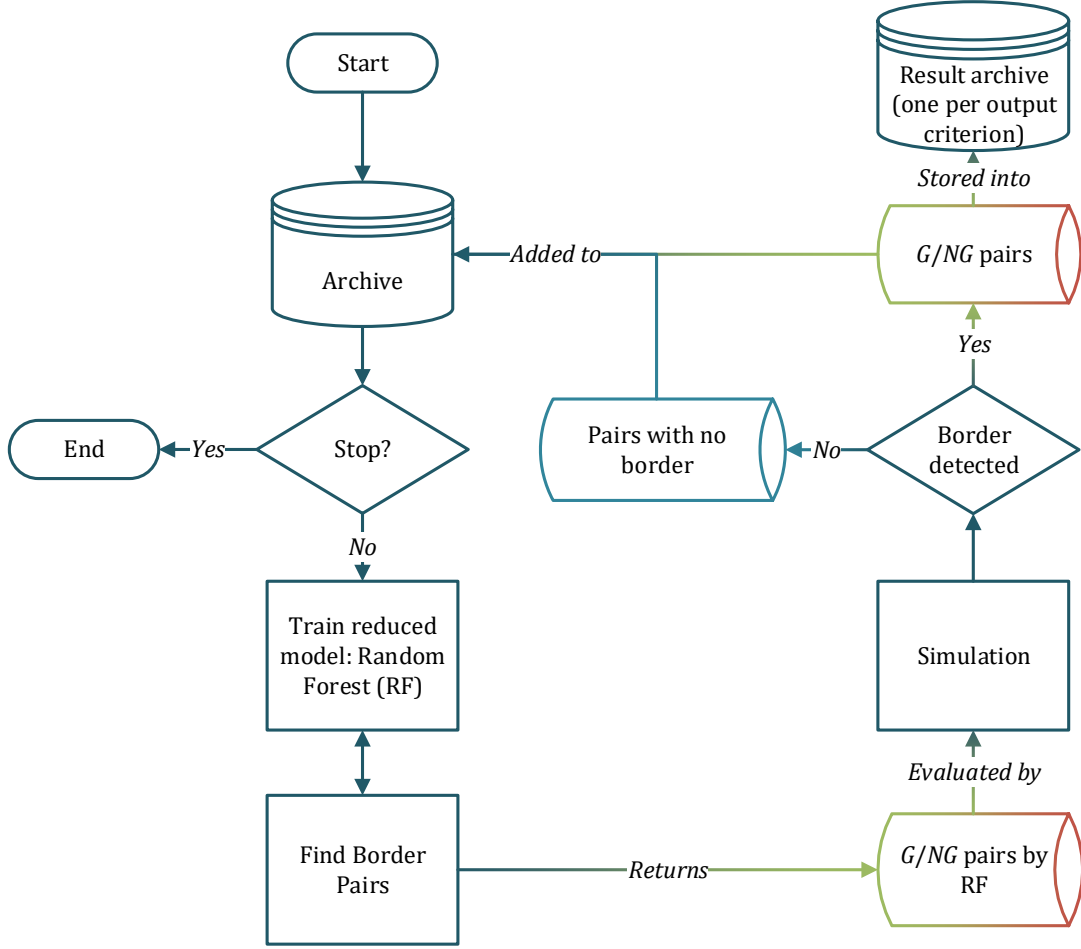 Start
Result archive
(one per output
criterion)
Stored into
Added to
G/NG pairs
Archive
Yes
End
Yes
Stop?
Pairs with no
border
No
Border
detected
No
Train reduced
model: Random
Forest (RF)
Simulation
Evaluated by
Find Border
Pairs
Returns
G/NG pairs by
RF